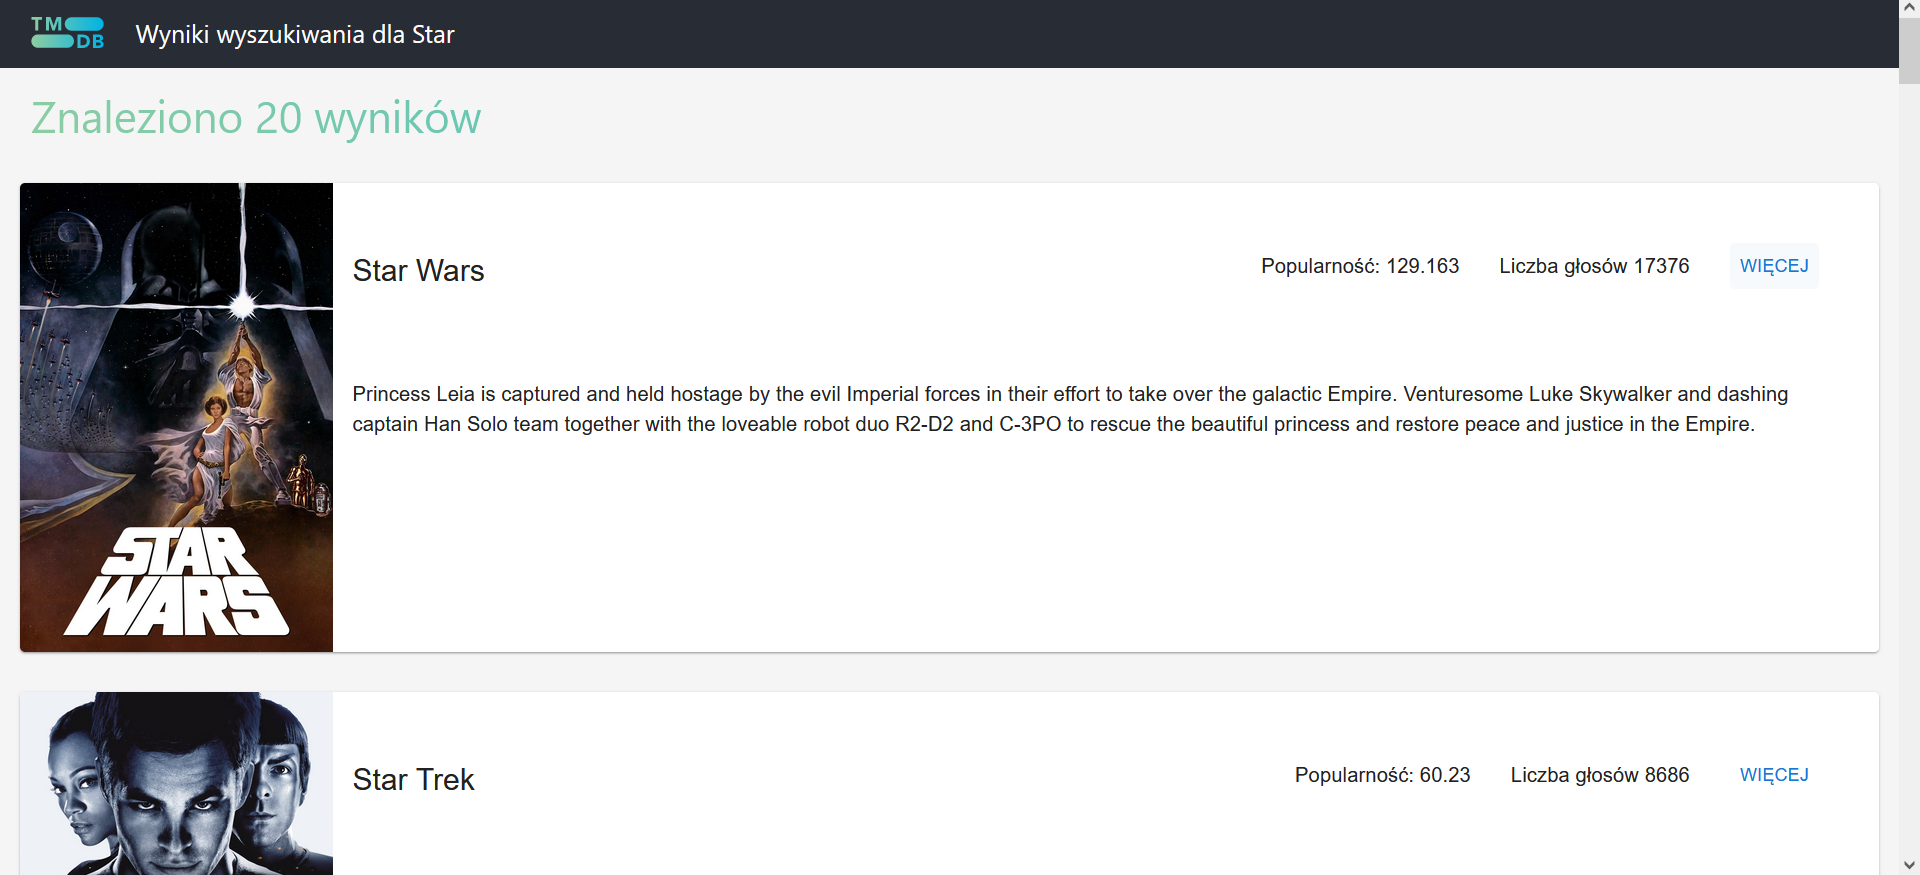 TM
DB
Wyniki wyszukiwania dla Star
Znaleziono 20 wyników
Star Wars
Popularność: 129.163
Liczba głosów 17376
WIĘCEJ
Princess Leia is captured and held hostage by the evil Imperial forces in their effort to take over the galactic Empire. Venturesome Luke Skywalker and dashing
captain Han Solo team together with the loveable robot duo R2-D2 and C-3PO to rescue the beautiful princess and restore peace and justice in the Empire.
STAR
WARS
Star Trek
Popularność: 60.23
Liczba głosów 8686
WIĘCEJ